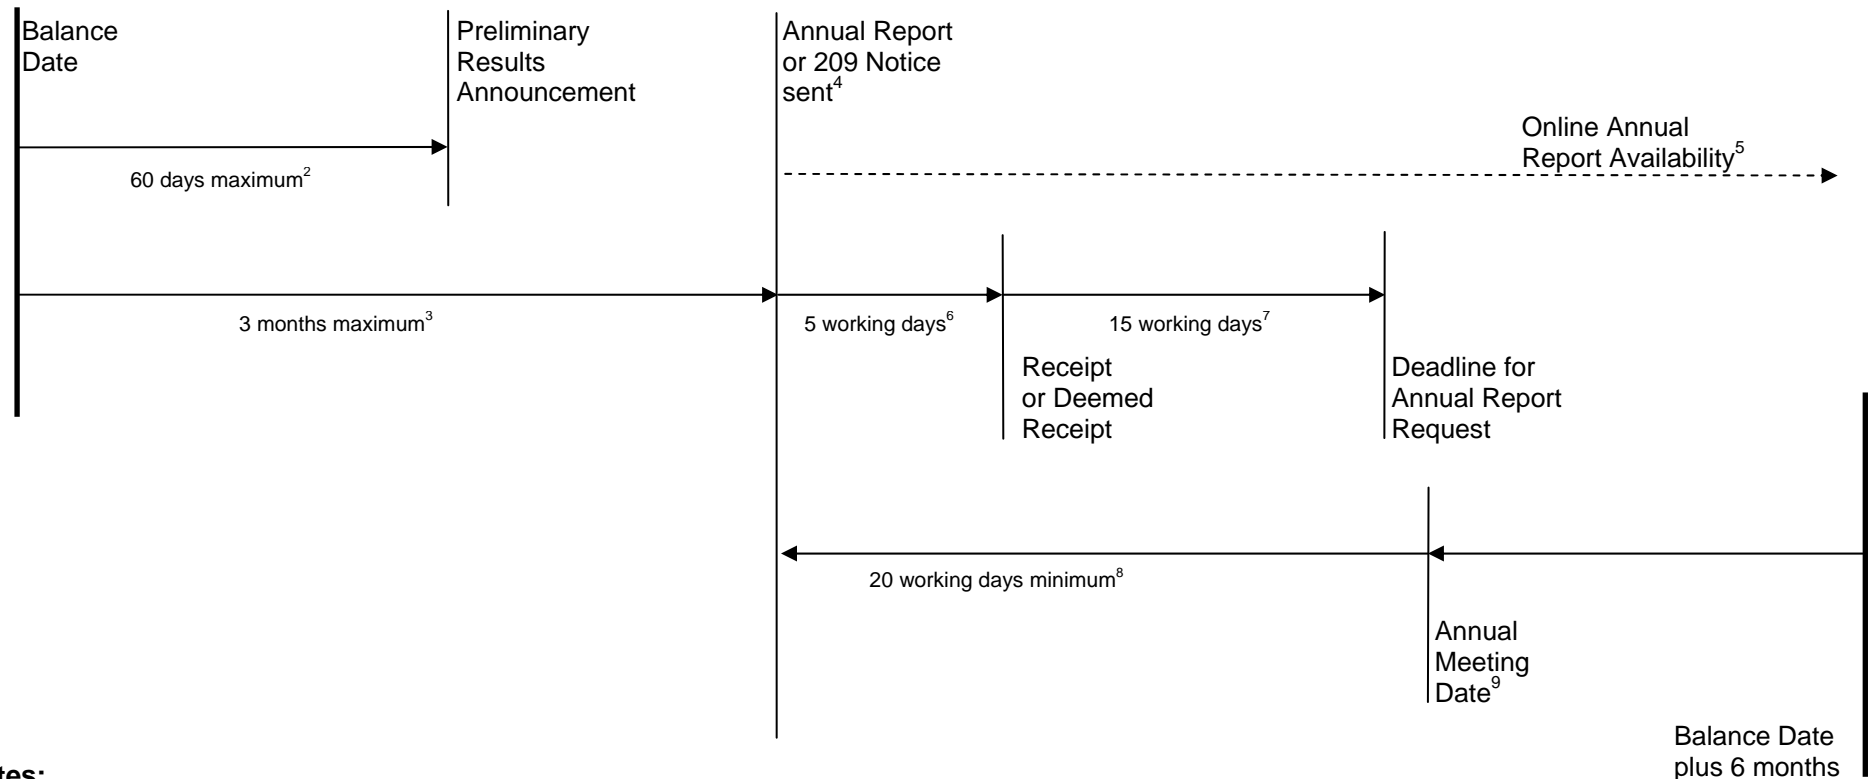 Balance
Date
Preliminary
Results
Announcement
Annual Report
or 209 Notice
sent4
Online Annual
Report Availability5
60 days maximum2
3 months maximum3
5 working days6
15 working days7
Receipt
or Deemed
Receipt
Deadline for
Annual Report
Request
20 working days minimum8
Annual
Meeting
Date9
Balance Date
plus 6 months
tes: